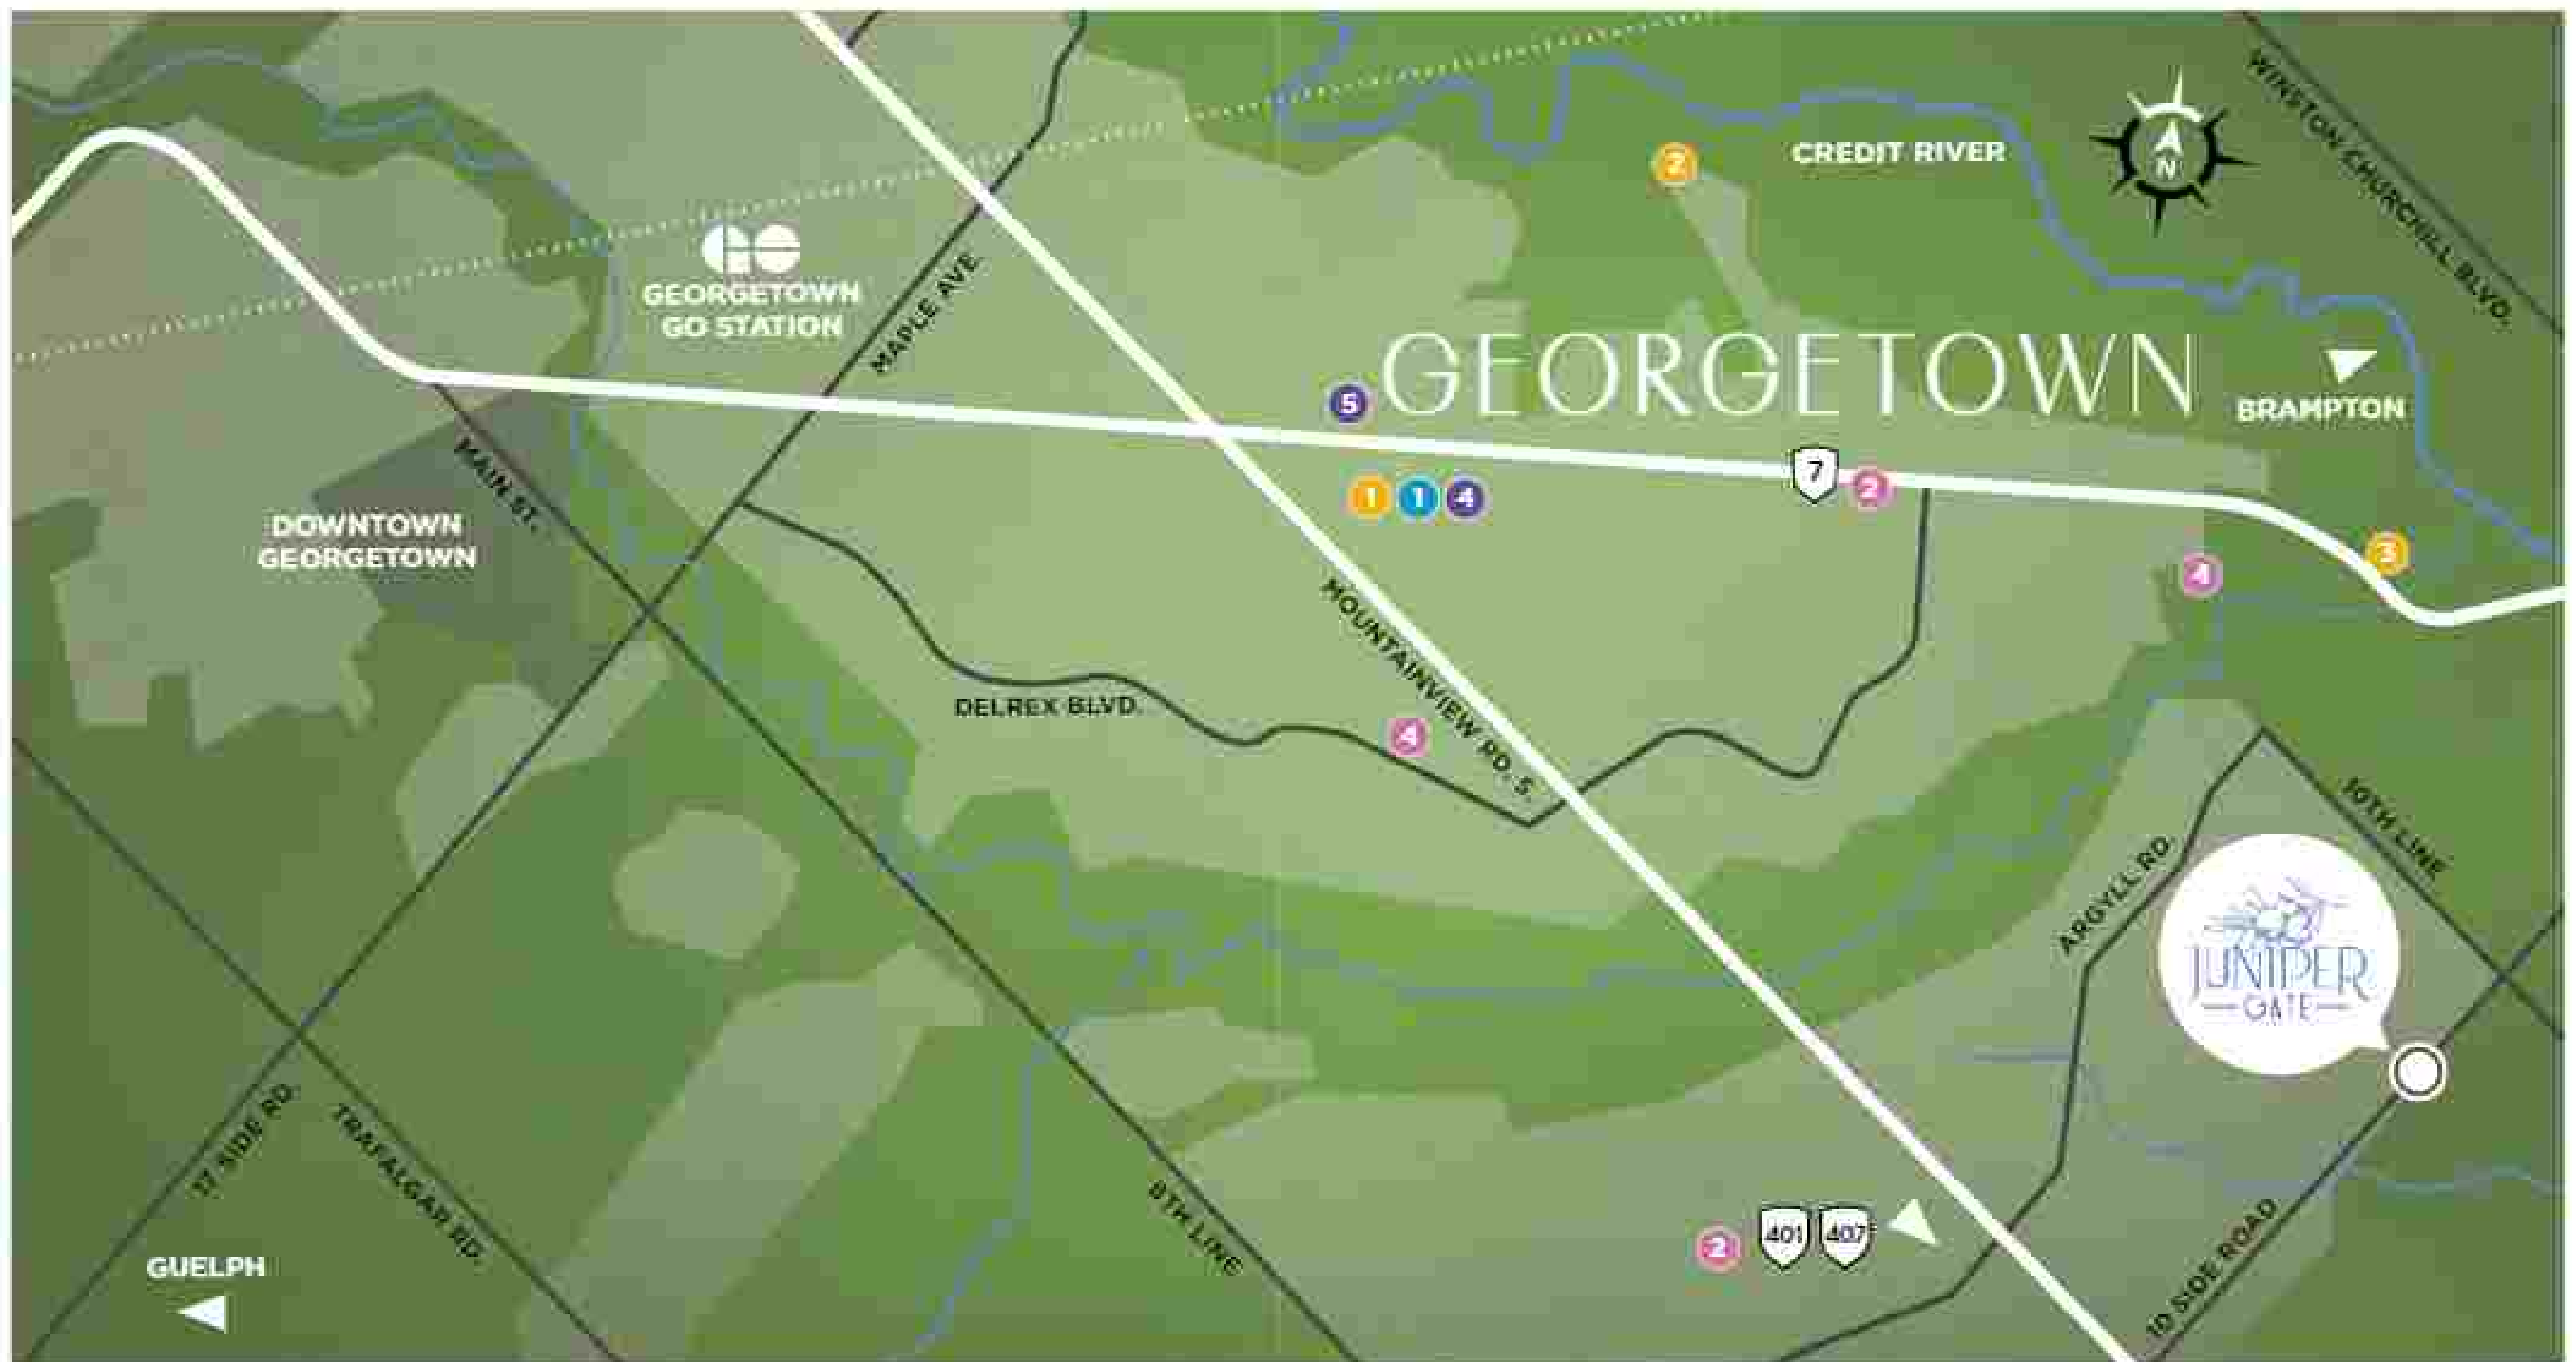 WINSTON CHURCHILL BLVD.
CREDIT RIVER
N
2
GEORGETOWN
GO STATION
MAPLE AVE.
GEORGETOWN
BRAMPTON
5
7
2
1
1
4
MAIN ST.
DOWNTOWN
GEORGETOWN
3
4
MOUNTAINVIEW RD. S.
DELREX BLVD.
4
10TH LINE
ARGYLL RD.
JUNIPER
GATE
17 SIDE RD.
TRAFALGAR RD.
8TH LINE
2
401
407
10 SIDE ROAD
GUELPH